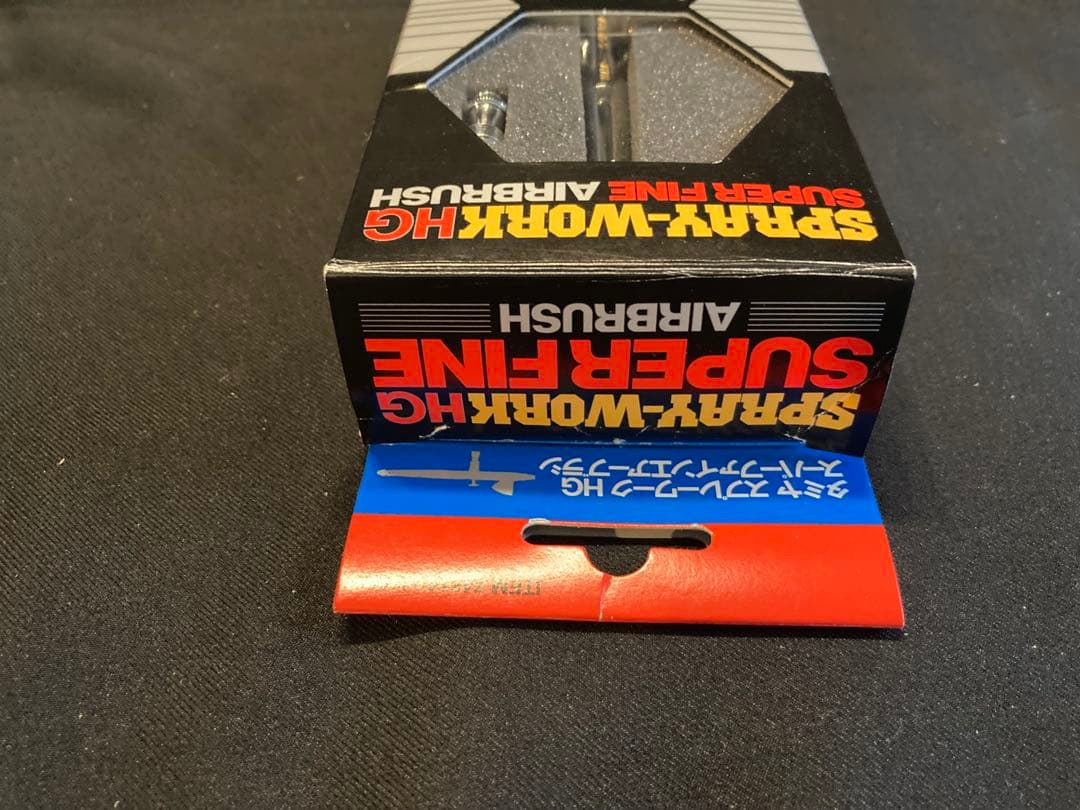 ITEM
タミヤ スプレーワーク HG
スーパーファインエアーブラシ
SPRAY-WORK HG
SUPER FINE
AIRBRUSH
SPRAY-WORK HG
SUPER FINE AIRBRUSH